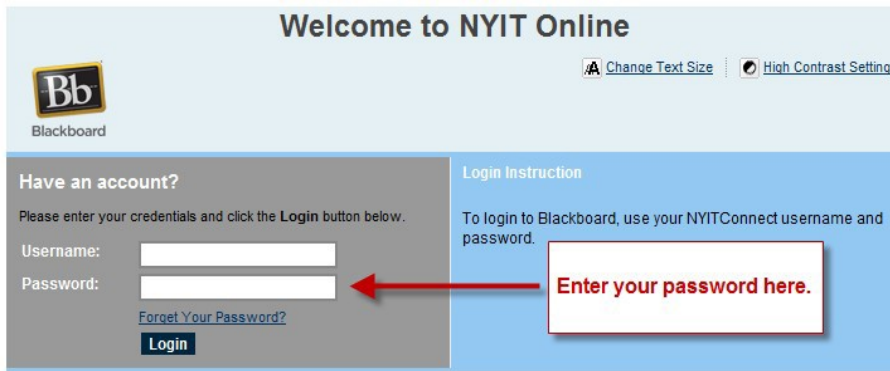 Welcome to NYIT Online
Change Text Size
High Contrast Setting
Bb
Blackboard
Have an account?
Please enter your credentials and click the Login button below.
Username:
Password:
Forget Your Password?
Login
Login Instruction
To login to Blackboard, use your NYITConnect username and
password.
Enter your password here.